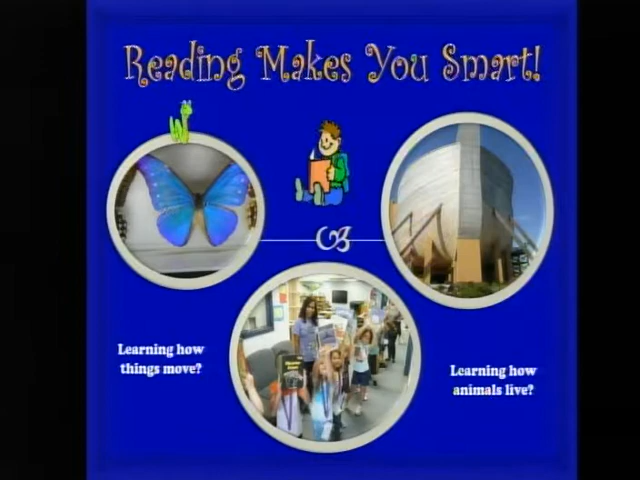 Reading Makes You Smart!
Learning how
things move?
Learning how
animals live?